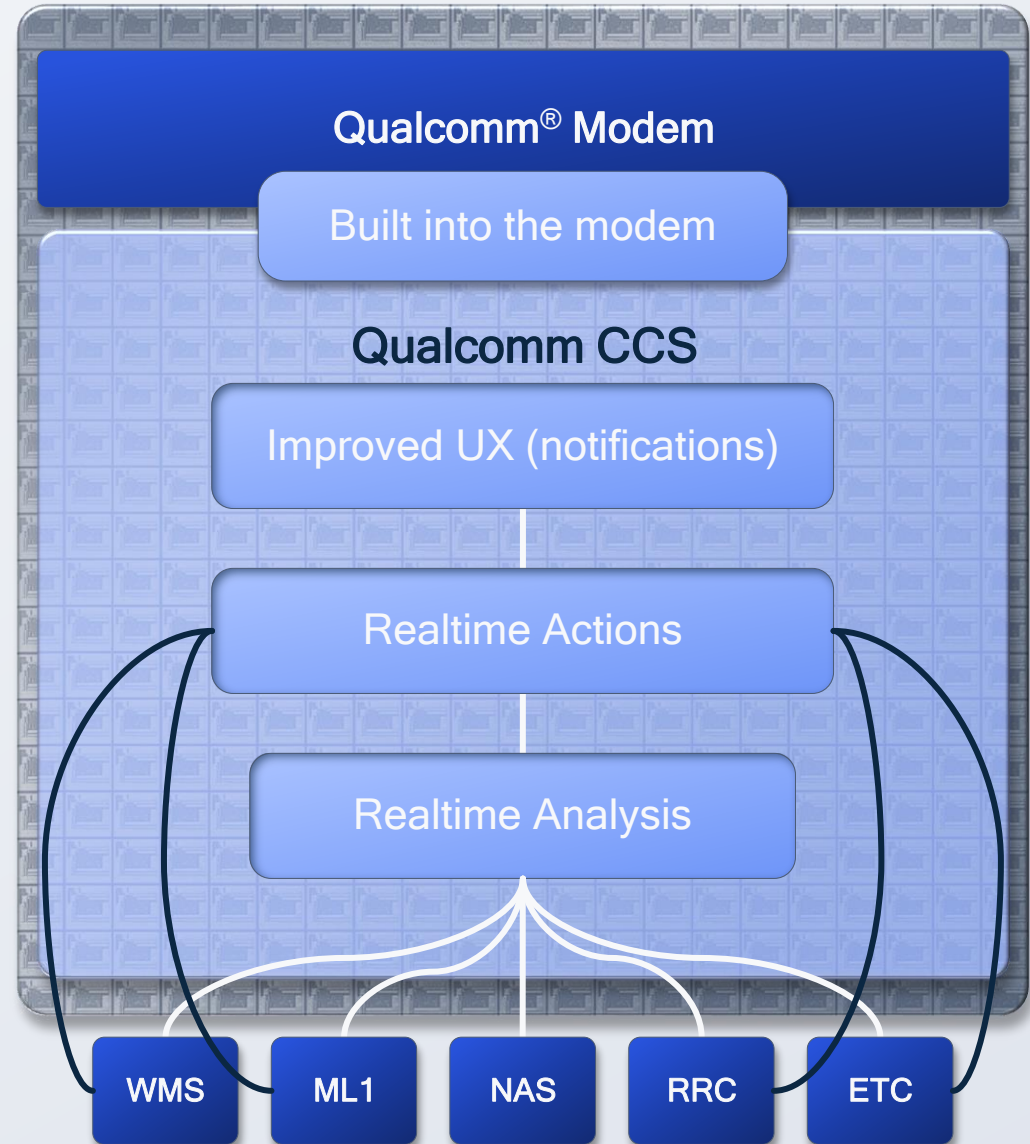 Qualcomm® Modem
Built into the modem
Qualcomm CCS
Improved UX (notifications)
Realtime Actions
Realtime Analysis
WMS
ML1
NAS
RRC
ETC